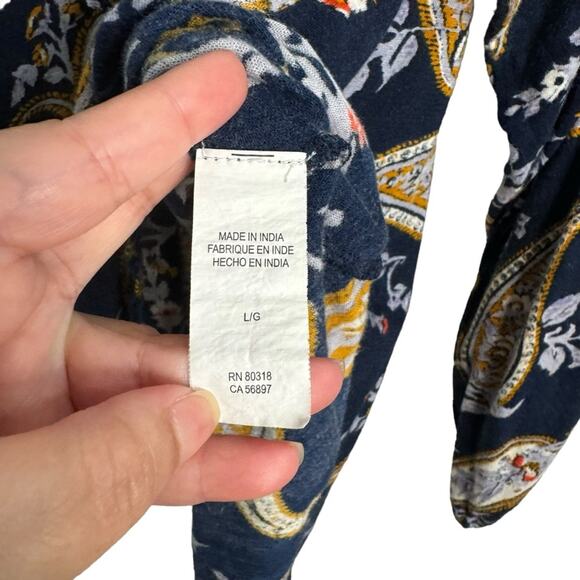 MADE IN INDIA
FABRIQUE EN INDE
HECHO EN INDIA
L/G
RN 80318
CA 56897